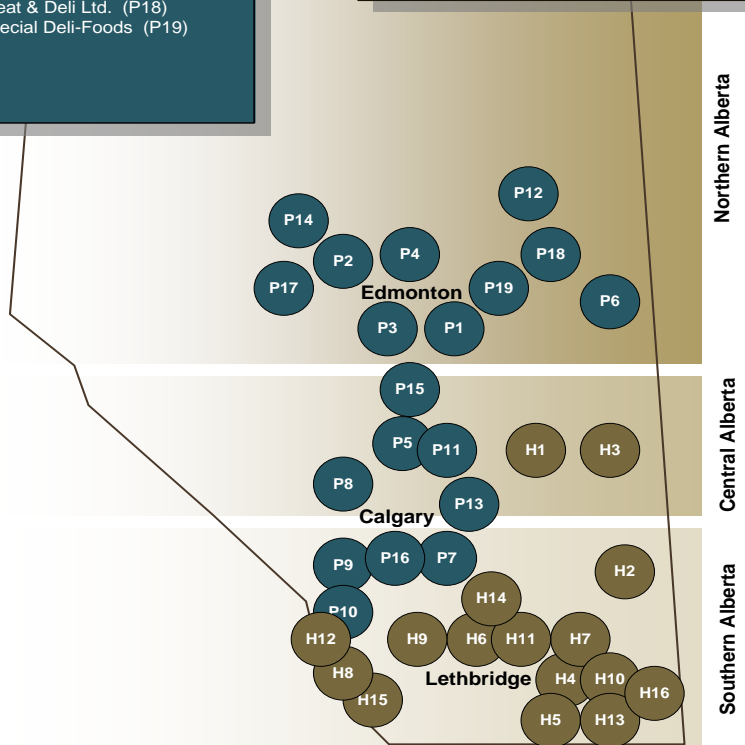 eat & Deli Ltd. (P18)
ecial Deli-Foods (P19)
Northern Alberta
P12
P14
P4
P18
P2
P17
Edmonton
P19
P6
P3
P1
Central Alberta
P15
P5
P11
H1
H3
P8
P13
Calgary
Southern Alberta
P9
P16
P7
H2
H14
P10
H12
H9
H6
H11
H7
H8
Lethbridge
H4
H10
H16
H15
H5
H13